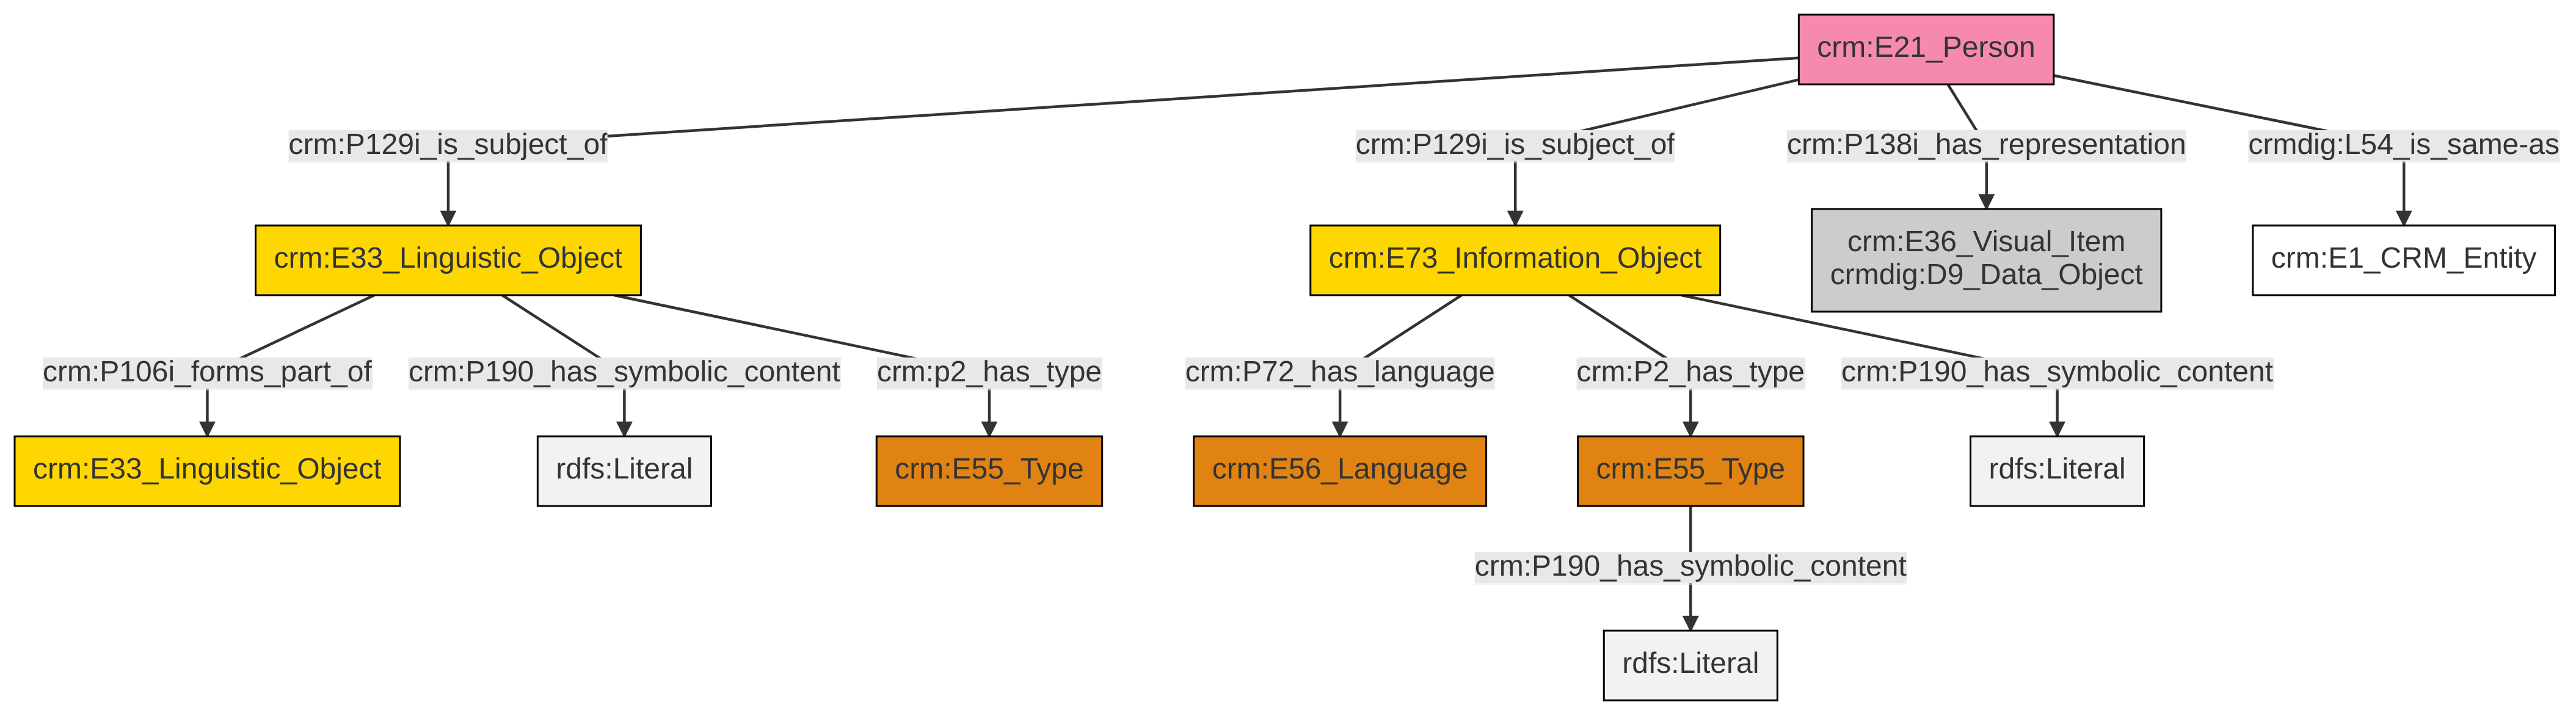 crm:E21_Person
crm:P129i_is_subject_of
crm:P129i_is_subject_of
crm:P138i_has_representation
crmdig:L54_is_same-as
crm:E33_Linguistic_Object
crm:E73_Information_Object
crm:E36_Visual_Item
crmdig:D9_Data_Object
crm:E1_CRM_Entity
crm:P106i_forms_part_of
crm:P190_has_symbolic_content
crm:p2_has_type
crm:P72_has_language
crm:P2_has_type
crm:P190_has_symbolic_content
crm:E33_Linguistic_Object
rdfs:Literal
crm:E55_Type
crm:E56_Language
crm:E55_Type
rdfs:Literal
crm:P190_has_symbolic_content
rdfs:Literal